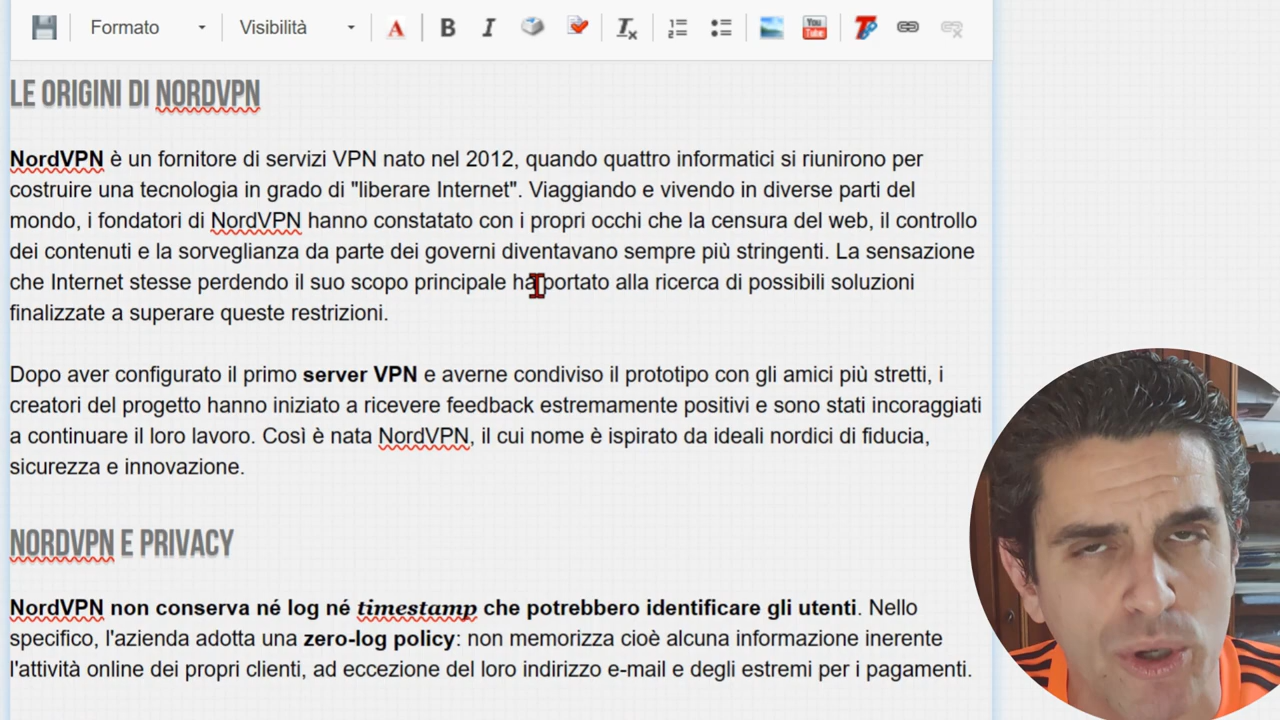 Formato Visibilità A B I Tx You Tube T
LE ORIGINI DI NORDVPN
NordVPN è un fornitore di servizi VPN nato nel 2012, quando quattro informatici si riunirono per
costruire una tecnologia in grado di "liberare Internet". Viaggiando e vivendo in diverse parti del
mondo, i fondatori di NordVPN hanno constatato con i propri occhi che la censura del web, il controllo
dei contenuti e la sorveglianza da parte dei governi diventavano sempre più stringenti. La sensazione
che Internet stesse perdendo il suo scopo principale ha portato alla ricerca di possibili soluzioni
finalizzate a superare queste restrizioni.
Dopo aver configurato il primo server VPN e averne condiviso il prototipo con gli amici più stretti, i
creatori del progetto hanno iniziato a ricevere feedback estremamente positivi e sono stati incoraggiati
a continuare il loro lavoro. Così è nata NordVPN, il cui nome è ispirato da ideali nordici di fiducia,
sicurezza e innovazione.
NORDVPN E PRIVACY
NordVPN non conserva né log né timestamp che potrebbero identificare gli utenti. Nello
specifico, l'azienda adotta una zero-log policy: non memorizza cioè alcuna informazione inerente
l'attività online dei propri clienti, ad eccezione del loro indirizzo e-mail e degli estremi per i pagamenti.